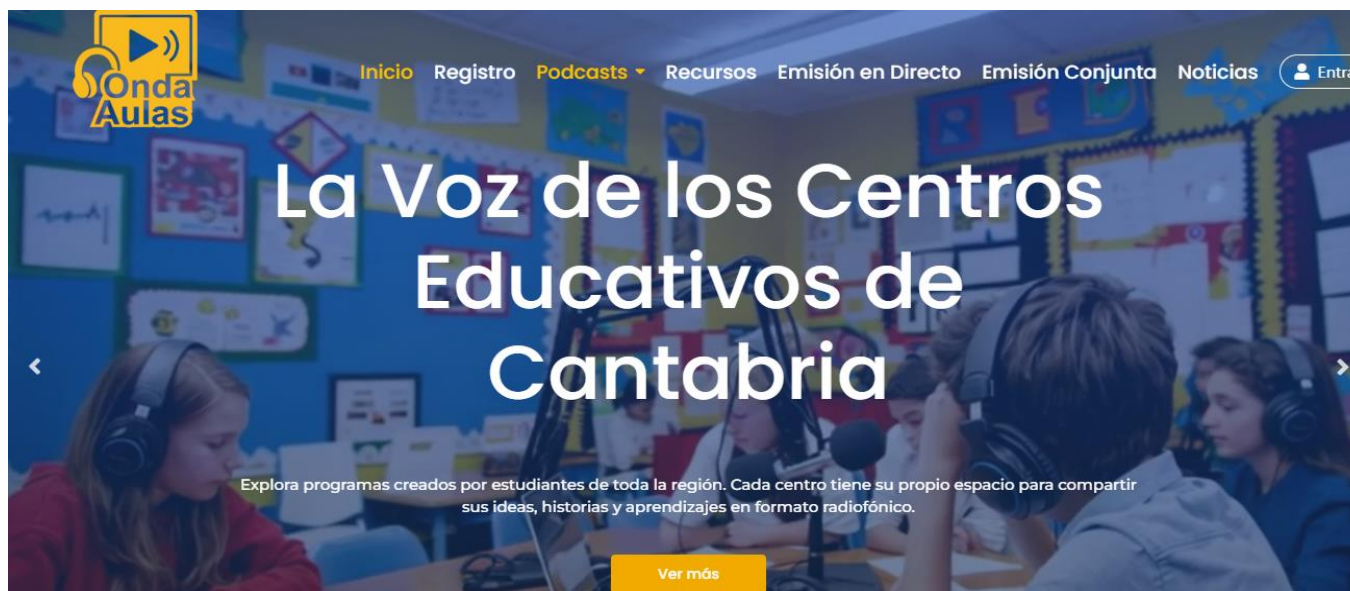 Onda
Aulas
Inicio Registro Podcasts Recursos Emisión en Directo Emisión Conjunta Noticias Entra
La Voz de los Centros
Educativos de
Cantabria
Explora programas creados por estudiantes de toda la región. Cada centro tiene su propio espacio para compartir
sus ideas, historias y aprendizajes en formato radiofónico.
Ver más